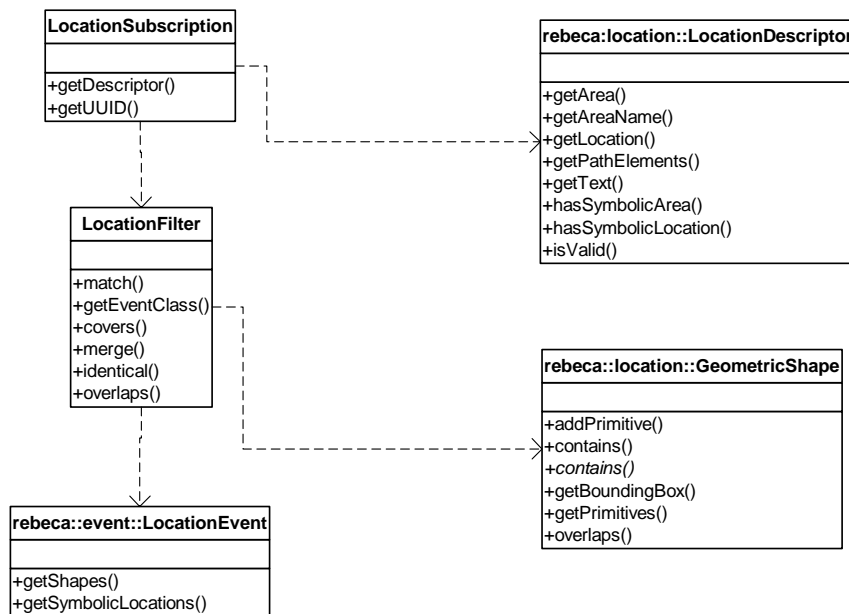 LocationSubscription
+getDescriptor()
+getUUID()
LocationFilter
+match()
+getEventClass()
+covers()
+merge()
+identical()
+overlaps()
rebeca::event::LocationEvent
+getShapes()
+getSymbolicLocations()
rebeca:location::LocationDescriptor
+getArea()
+getAreaName()
+getLocation()
+getPathElements()
+getText()
+hasSymbolicArea()
+hasSymbolicLocation()
+isValid()
rebeca::location::GeometricShape
+addPrimitive()
+contains()
+contains()
+getBoundingBox()
+getPrimitives()
+overlaps()